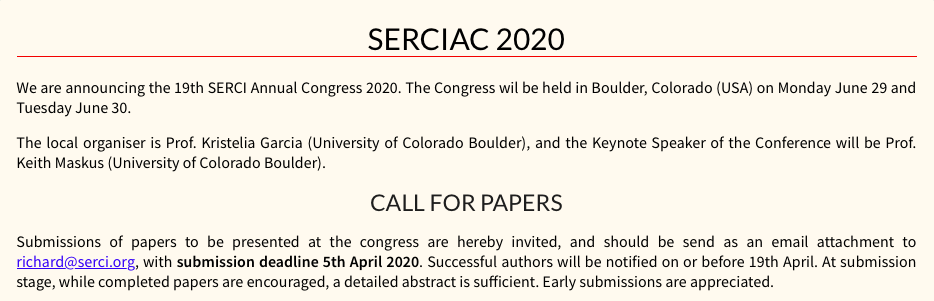 SERCIAC 2020
We are announcing the 19th SERCI Annual Congress 2020. The Congress wil be held in Boulder, Colorado (USA) on Monday June 29 and
Tuesday June 30.
The local organiser is Prof. Kristelia Garcia (University of Colorado Boulder), and the Keynote Speaker of the Conference will be Prof.
Keith Maskus (University of Colorado Boulder).
CALL FOR PAPERS
Submissions of papers to be presented at the congress are hereby invited, and should be send as an email attachment to
richard@serci.org, with submission deadline 5th April 2020. Successful authors will be notified on or before 19th April. At submission
stage, while completed papers are encouraged, a detailed abstract is sufficient. Early submissions are appreciated.